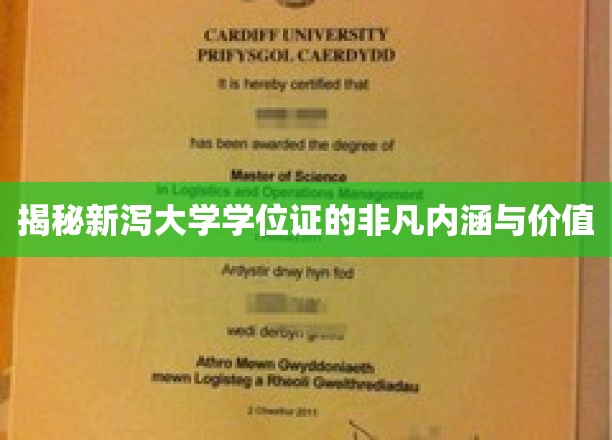 CARDIFF UNIVERSITY
PRIFYSGOL CAERDYDD
It is hereby certified that
has been awarded the degree of
Master of Science
in Logistics and Operations Management
揭秘新泻大学学位证的非凡内涵与价值
Ardystir drwy hyn fod
wedi derbyn
Athro Mewn Gwyddoniaeth
mewn Logisteg a Rheoli Gweithrediadau
2 Chwefror 2011